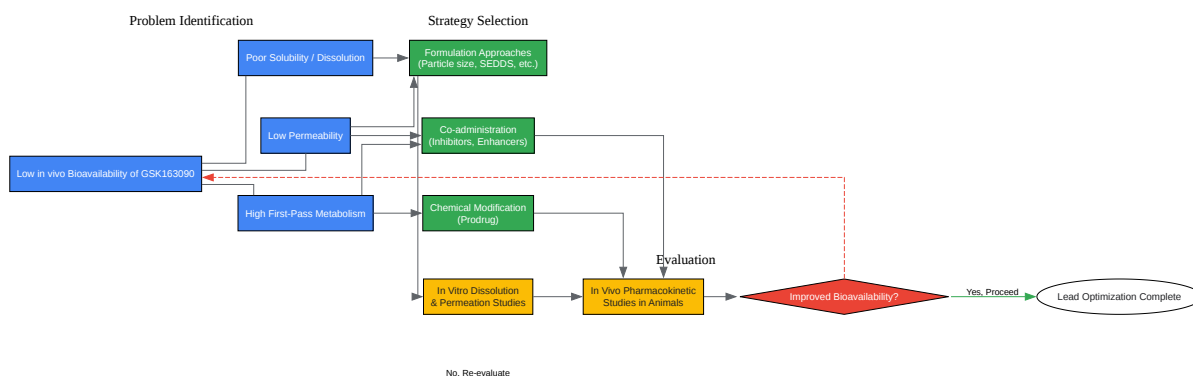 Problem Identification
Strategy Selection
Poor Solubility / Dissolution
Formulation Approaches
(Particle size, SEDDS, etc.)
Low Permeability
Co-administration
(Inhibitors, Enhancers)
Low in vivo Bioavailability of GSK163090
High First-Pass Metabolism
Chemical Modification
(Prodrug)
Evaluation
In Vitro Dissolution
& Permeation Studies
In Vivo Pharmacokinetic
Studies in Animals
Improved Bioavailability?
Yes, Proceed
Lead Optimization Complete
No, Re-evaluate